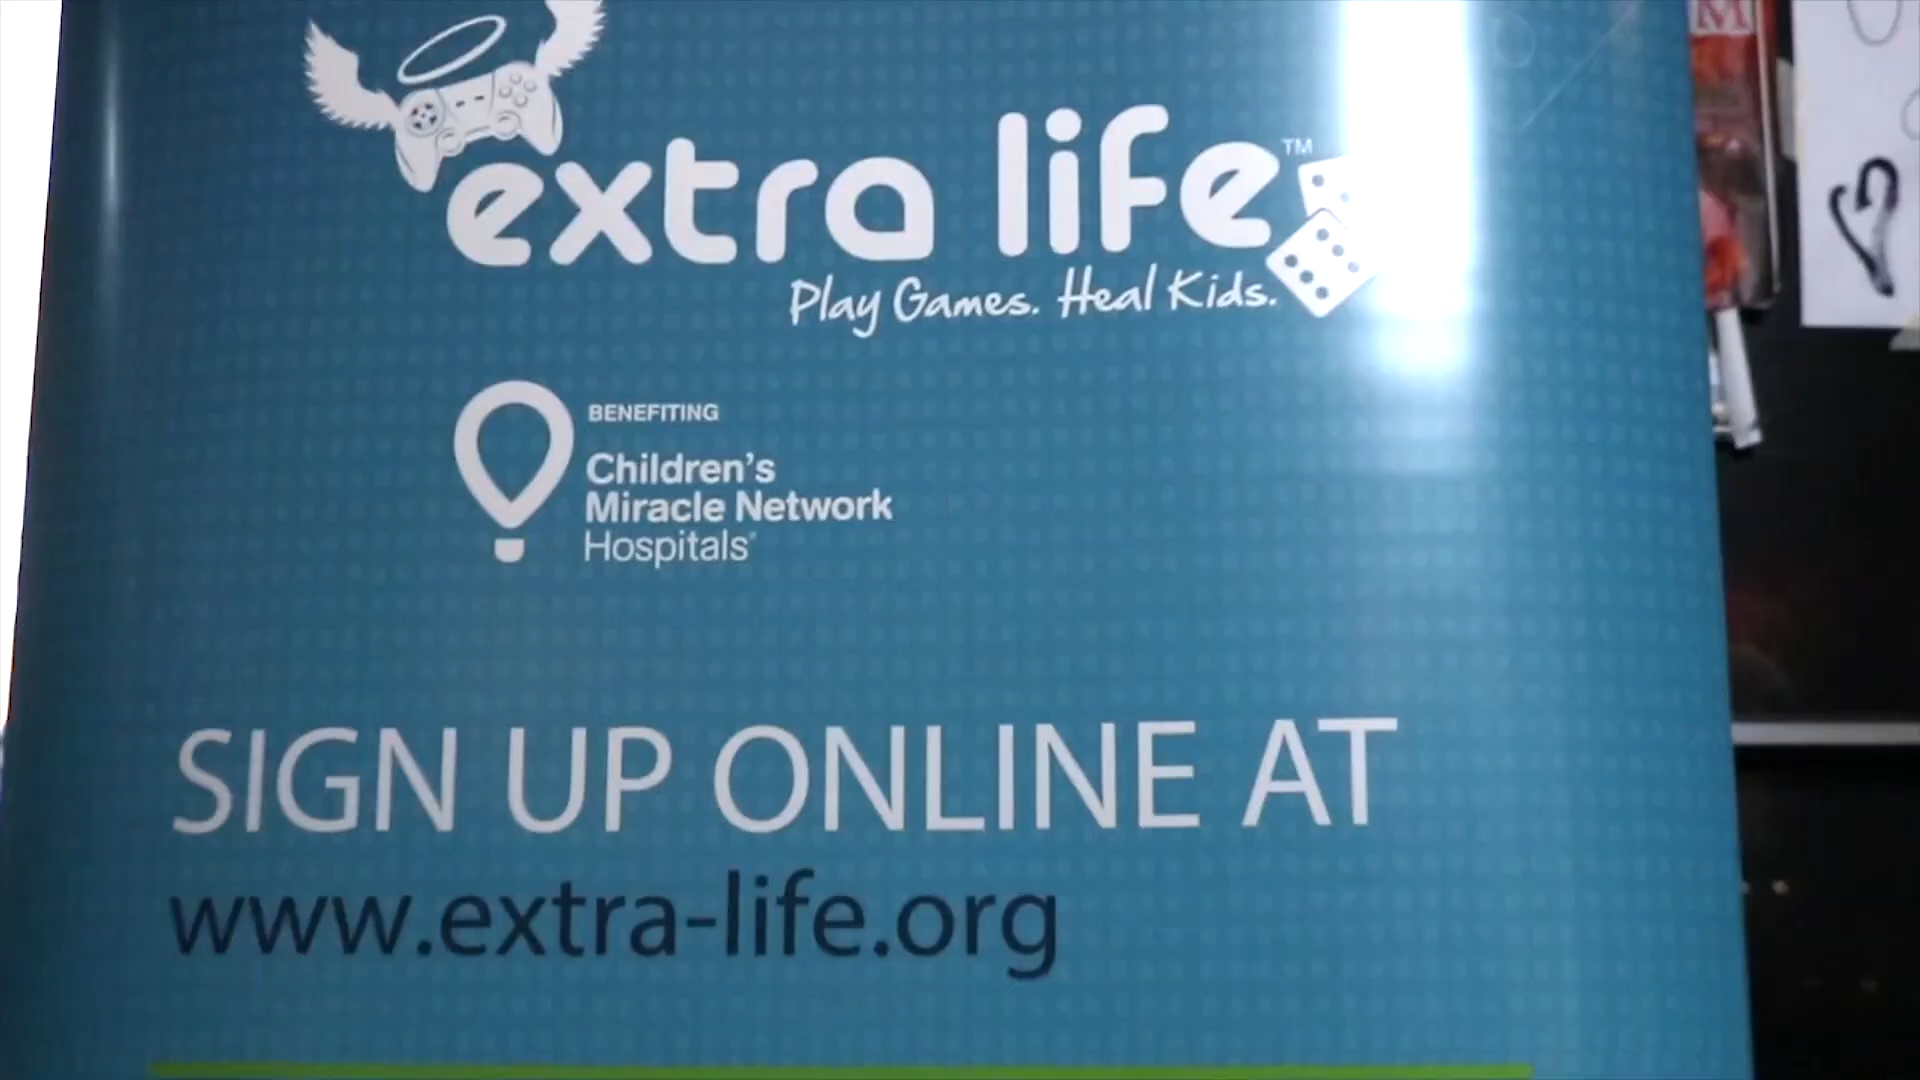 extra life™
Play Games. Heal Kids.
BENEFITING
Children's
Miracle Network
Hospitals
SIGN UP ONLINE AT
www.extra-life.org
M